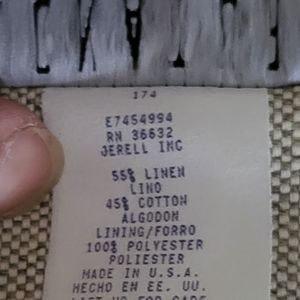 174
E7454994
RN 36632
JERELL INC
55% LINEN
LINO
45% COTTON
ALGODON
LINING/FORRO
100% POLYESTER
POLIESTER
MADE IN U.S.A.
HECHO EN EE. UU.